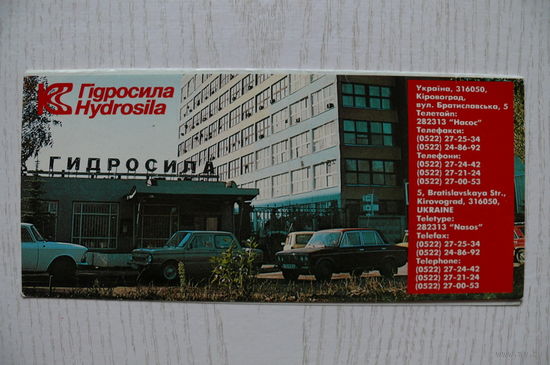 Гідросила
Hydrosila
ГИДРОСИЛА
Україна, 316050,
Кіровоград,
вул. Братиславська, 5
Телетайп:
282313 "Насос"
Телефакси:
(0522) 27-25-34
(0522) 24-86-92
Телефони:
(0522) 27-24-42
(0522) 27-21-24
(0522) 27-00-53
5, Bratislavskaya Str.,
Kirovograd, 316050,
UKRAINE
Teletype:
282313 "Nasos"
Telefax:
(0522) 27-25-34
(0522) 24-86-92
Telephone:
(0522) 27-24-42
(0522) 27-21-24
(0522) 27-00-53